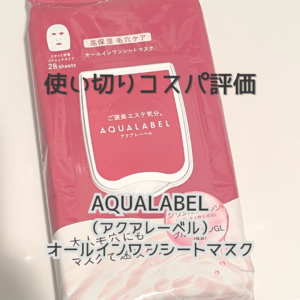 高保湿 毛穴ケア
オールインワンシートマスク
28 sheets
使い切りコスパ評価
ご褒美エステ気分。
AQUALABEL
アクアレーベル
AQUALABEL
（アクアレーベル）
オールインワンシートマスク